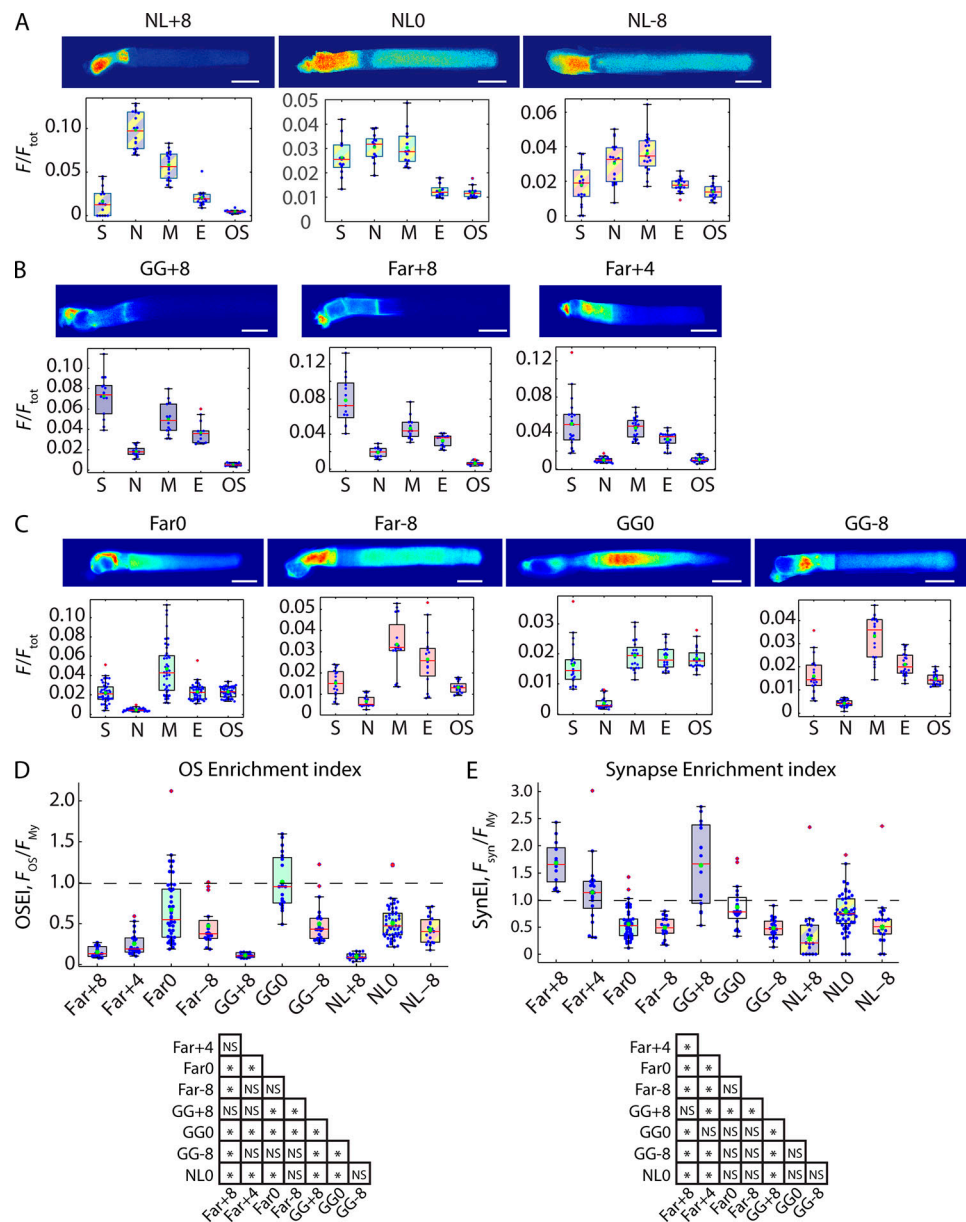 A
NL+8 NL0 NL-8
F/Ftot
0.10 0.05 0
0.05 0.04 0.03 0.02 0.01 0
0.06 0.04 0.02 0
S N M E OS S N M E OS S N M E OS
B
GG+8 Far+8 Far+4
F/Ftot
0.10 0.08 0.06 0.04 0.02 0
0.12 0.08 0.04 0
0.12 0.08 0.04 0
S N M E OS S N M E OS S N M E OS
C
Far0 Far-8 GG0 GG-8
F/Ftot
0.10 0.08 0.06 0.04 0.02 0
0.05 0.04 0.03 0.02 0.01 0
0.03 0.02 0.01 0
0.04 0.03 0.02 0.01 0
S N M E OS S N M E OS S N M E OS S N M E OS
D OS Enrichment index
OSEI, FOS/FMy
2.0
1.5
1.0
0.5
0
Far+8 Far+4 Far0 Far−8 GG+8 GG0 GG−8 NL+8 NL0 NL−8
Far+4 NS
Far0 * *
Far-8 * NS NS
GG+8 NS NS * *
GG0 * * * * *
GG-8 * NS NS NS * *
NL0 * * * NS * * NS
Far+8 Far+4 Far0 Far-8 GG+8 GG0 GG-8
E Synapse Enrichment index
SynEI, Fsyn/FMy
3.0
2.5
2.0
1.5
1.0
0.5
0
Far+8 Far+4 Far0 Far−8 GG+8 GG0 GG−8 NL+8 NL0 NL−8
Far+4 *
Far0 * *
Far-8 * * NS
GG+8 NS * * *
GG0 * NS NS NS *
GG-8 * * NS NS * NS
NL0 * * NS NS * NS NS
Far+8 Far+4 Far0 Far-8 GG+8 GG0 GG-8